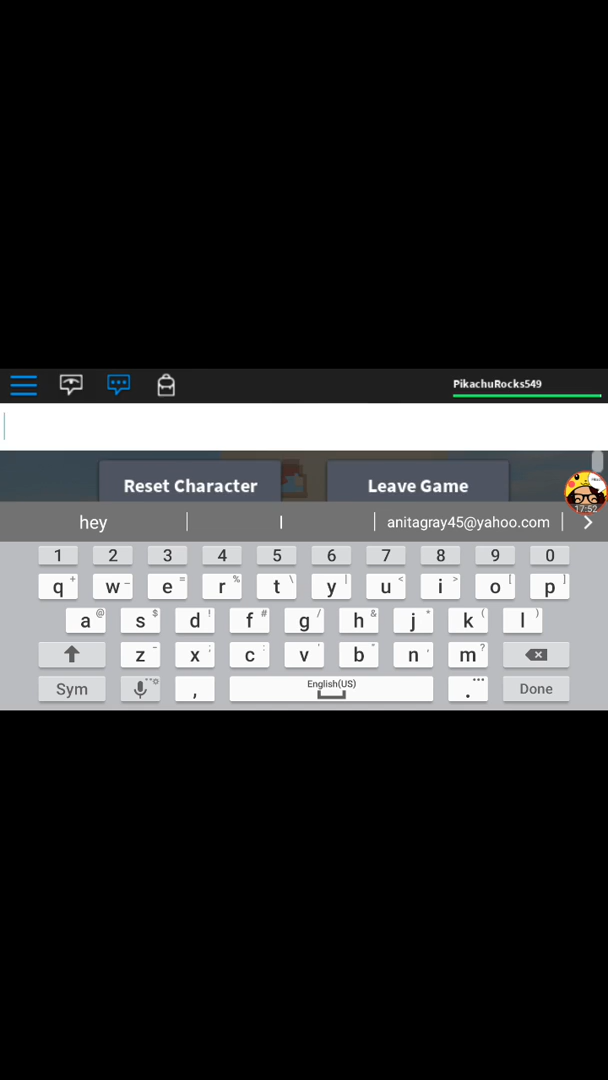 PikachuRocks549
Reset Character Leave Game
17:52
hey I anitagray45@yahoo.com >
1 2 3 4 5 6 7 8 9 0
q + w - e = r % t \ y | u < i > o [ p ]
a @ s $ d ! f # g / h & j * k ( l )
z ~ x ; c : v ' b " n , m ?
Sym , English(US) . Done